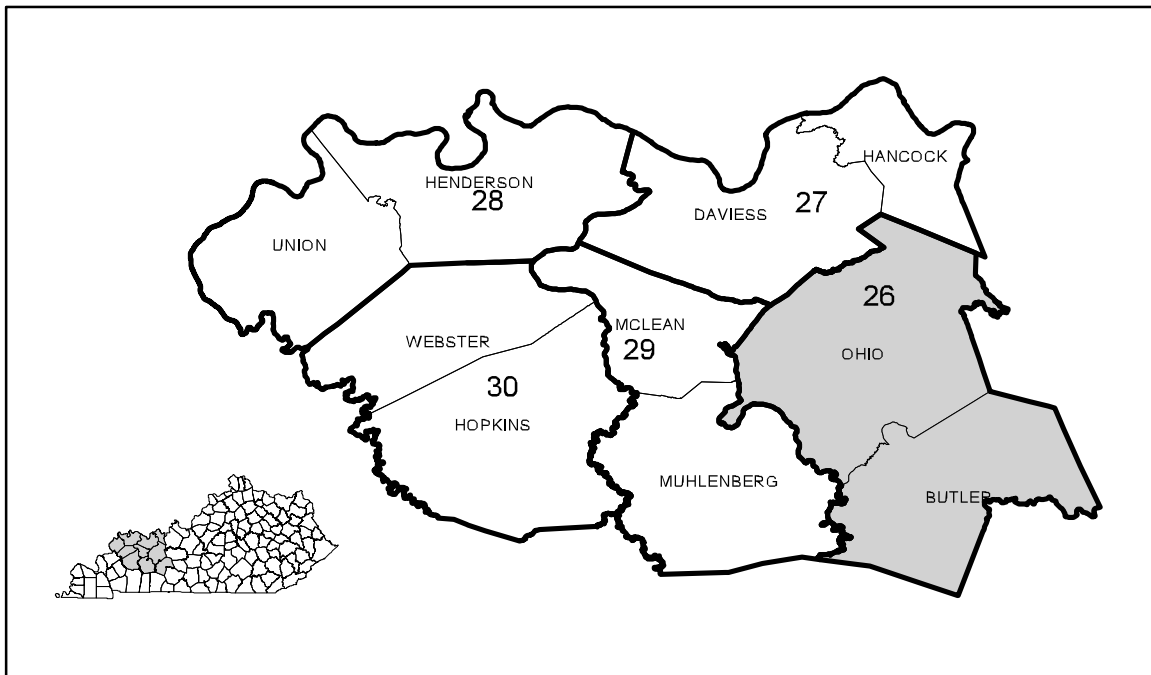 HANCOCK
HENDERSON
28
27
DAVIESS
UNION
26
MCLEAN
WEBSTER
29
OHIO
30
HOPKINS
MUHLENBERG
BUTLER